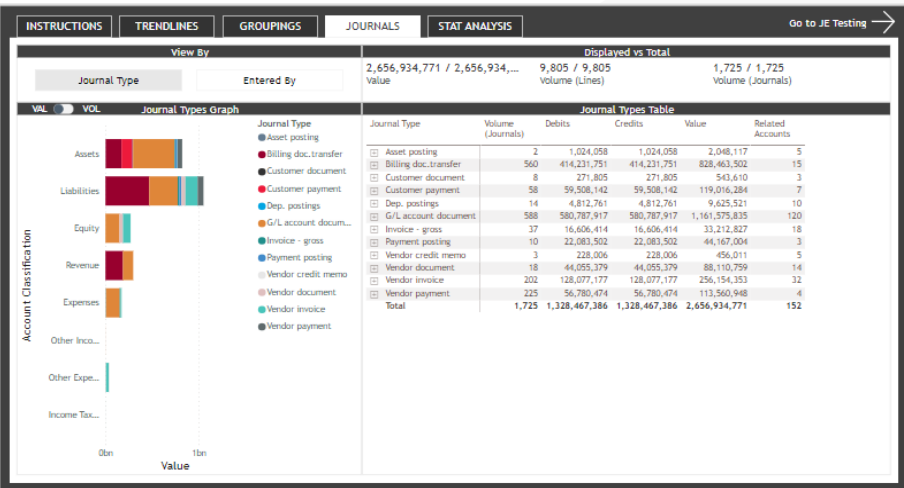 INSTRUCTIONS TRENDLINES GROUPINGS JOURNALS STAT ANALYSIS Go to JE Testing
View By
Journal Type Entered By
Displayed vs Total
2,656,934,771 / 2,656,934,... 9,805 / 9,805 1,725 / 1,725
Value Volume (Lines) Volume (Journals)
VAL VOL Journal Types Graph
Journal Type
Asset posting
Billing doc.transfer
Customer document
Customer payment
Dep. postings
G/L account docum...
Invoice - gross
Payment posting
Vendor credit memo
Vendor document
Vendor invoice
Vendor payment
Account Classification
Assets
Liabilities
Equity
Revenue
Expenses
Other Inco...
Other Expe...
Income Tax...
0bn 1bn
Value
Journal Types Table
Journal Type Volume (Journals) Debits Credits Value Related Accounts
Asset posting 2 1,024,058 1,024,058 2,048,117 5
Billing doc.transfer 560 414,231,751 414,231,751 828,463,502 15
Customer document 8 271,805 271,805 543,610 3
Customer payment 58 59,508,142 59,508,142 119,016,284 7
Dep. postings 14 4,812,761 4,812,761 9,625,521 10
G/L account document 588 580,787,917 580,787,917 1,161,575,835 120
Invoice - gross 37 16,606,414 16,606,414 33,212,827 18
Payment posting 10 22,083,502 22,083,502 44,167,004 3
Vendor credit memo 3 228,006 228,006 456,011 5
Vendor document 18 44,055,379 44,055,379 88,110,759 14
Vendor invoice 202 128,077,177 128,077,177 256,154,353 32
Vendor payment 225 56,780,474 56,780,474 113,560,948 4
Total 1,725 1,328,467,386 1,328,467,386 2,656,934,771 152